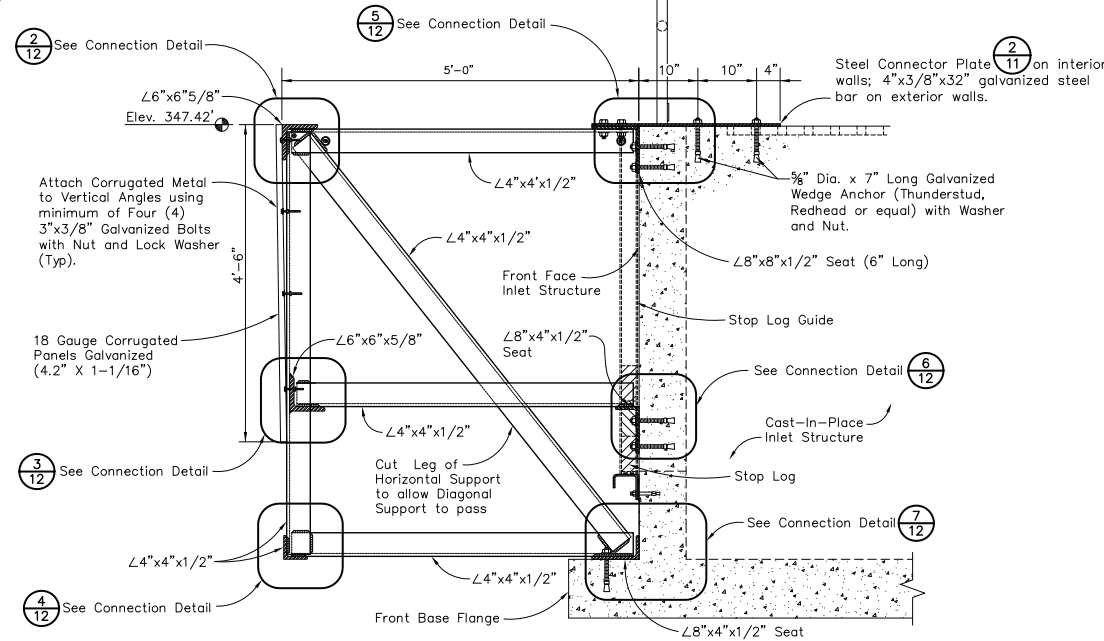 5
12
See Connection Detail
2
12
See Connection Detail
5'-0"
10"
10"
4"
Steel Connector Plate
2
11
on interior
walls; 4"x3/8"x32" galvanized steel
bar on exterior walls.
∠6"x6"5/8"
Elev. 347.42'
∠4"x4'x1/2"
Attach Corrugated Metal
to Vertical Angles using
minimum of Four (4)
3"x3/8" Galvanized Bolts
with Nut and Lock Washer
(Typ).
⅝" Dia. x 7" Long Galvanized
Wedge Anchor (Thunderstud,
Redhead or equal) with Washer
and Nut.
∠4"x4"x1/2"
4'-6"
∠8"x8"x1/2" Seat (6" Long)
Front Face
Inlet Structure
Stop Log Guide
18 Gauge Corrugated
Panels Galvanized
(4.2" X 1-1/16")
∠6"x6"x5/8"
∠8"x4"x1/2"
Seat
See Connection Detail
6
12
∠4"x4"x1/2"
Cast-In-Place
Inlet Structure
3
12
See Connection Detail
Cut Leg of
Horizontal Support
to allow Diagonal
Support to pass
Stop Log
See Connection Detail
7
12
∠4"x4"x1/2"
∠4"x4"x1/2"
4
12
See Connection Detail
Front Base Flange
∠8"x4"x1/2" Seat